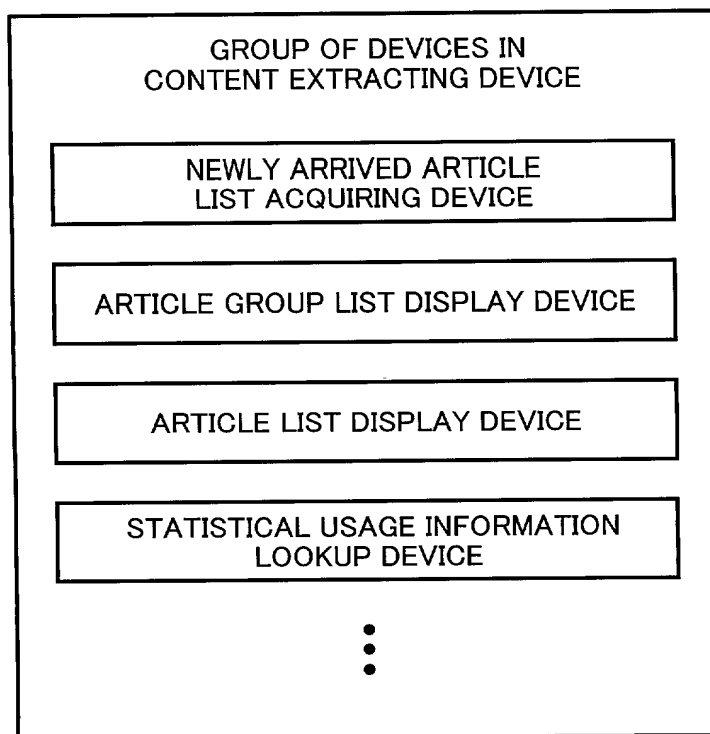 GROUP OF DEVICES IN
CONTENT EXTRACTING DEVICE
NEWLY ARRIVED ARTICLE
LIST ACQUIRING DEVICE
ARTICLE GROUP LIST DISPLAY DEVICE
ARTICLE LIST DISPLAY DEVICE
STATISTICAL USAGE INFORMATION
LOOKUP DEVICE